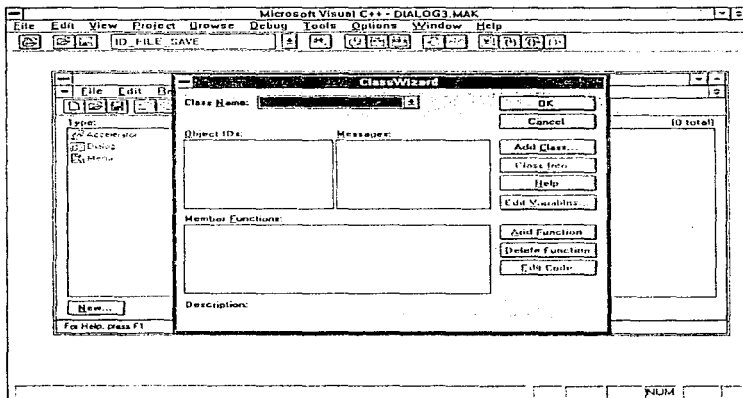 Microsoft Visual C++ - DIALOG3.MAK
File Edit View Project Browse Debug Tools Options Window Help
ID_FILE_SAVE
ClassWizard
File Edit
Class Name:
OK
Cancel
Type:
(0 total)
Accelerator
Dialog
Menu
Object IDs:
Messages:
Add Class...
Class Info...
Help
Edit Variables...
Member Functions:
Add Function
Delete Function
Edit Code
Description:
New...
For Help, press F1
NUM